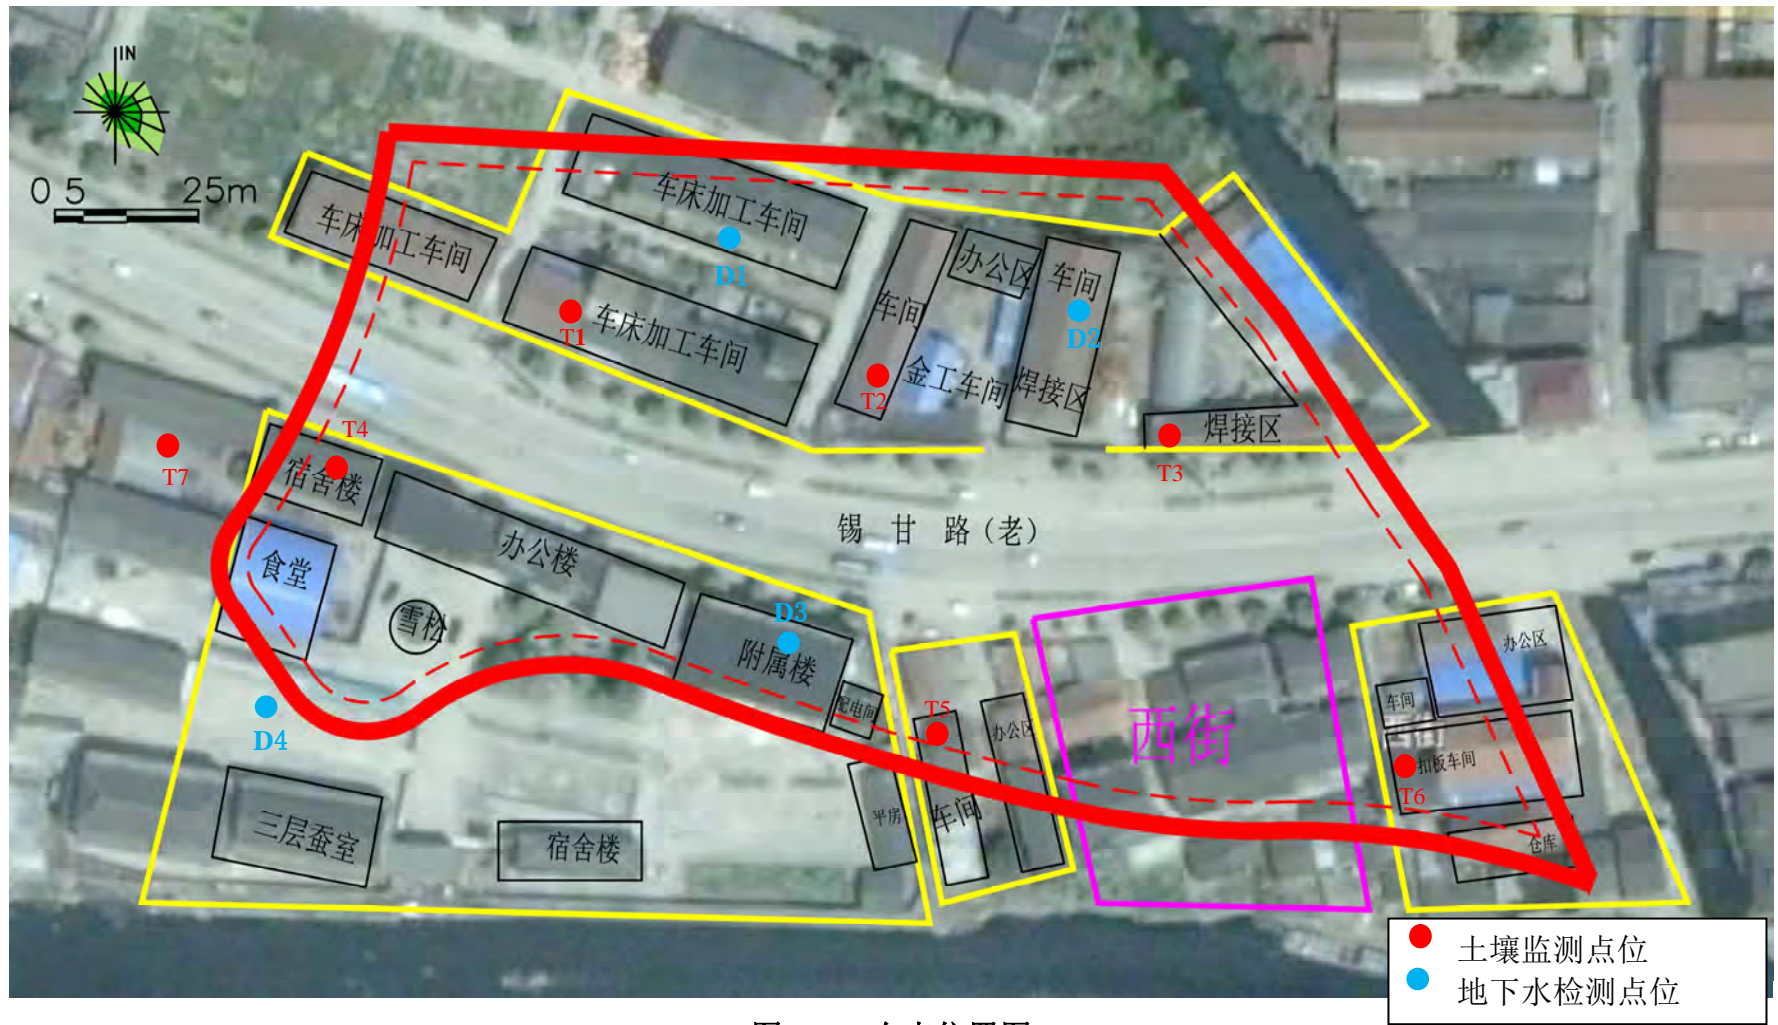 IN
0 5 25m
车床加工车间
车床加工车间
D1
T1
车床加工车间
车间
T2
办公区
金工车间
车间
D2
焊接区
焊接区
T3
T4
宿舍楼
T7
食堂
办公楼
雪松
锡 甘 路（老）
D3
附属楼
配电间
D4
T5
办公区
车间
平房
西街
办公区
车间
西街
扣板车间
T6
仓库
三层蚕室
宿舍楼
土壤监测点位
地下水检测点位